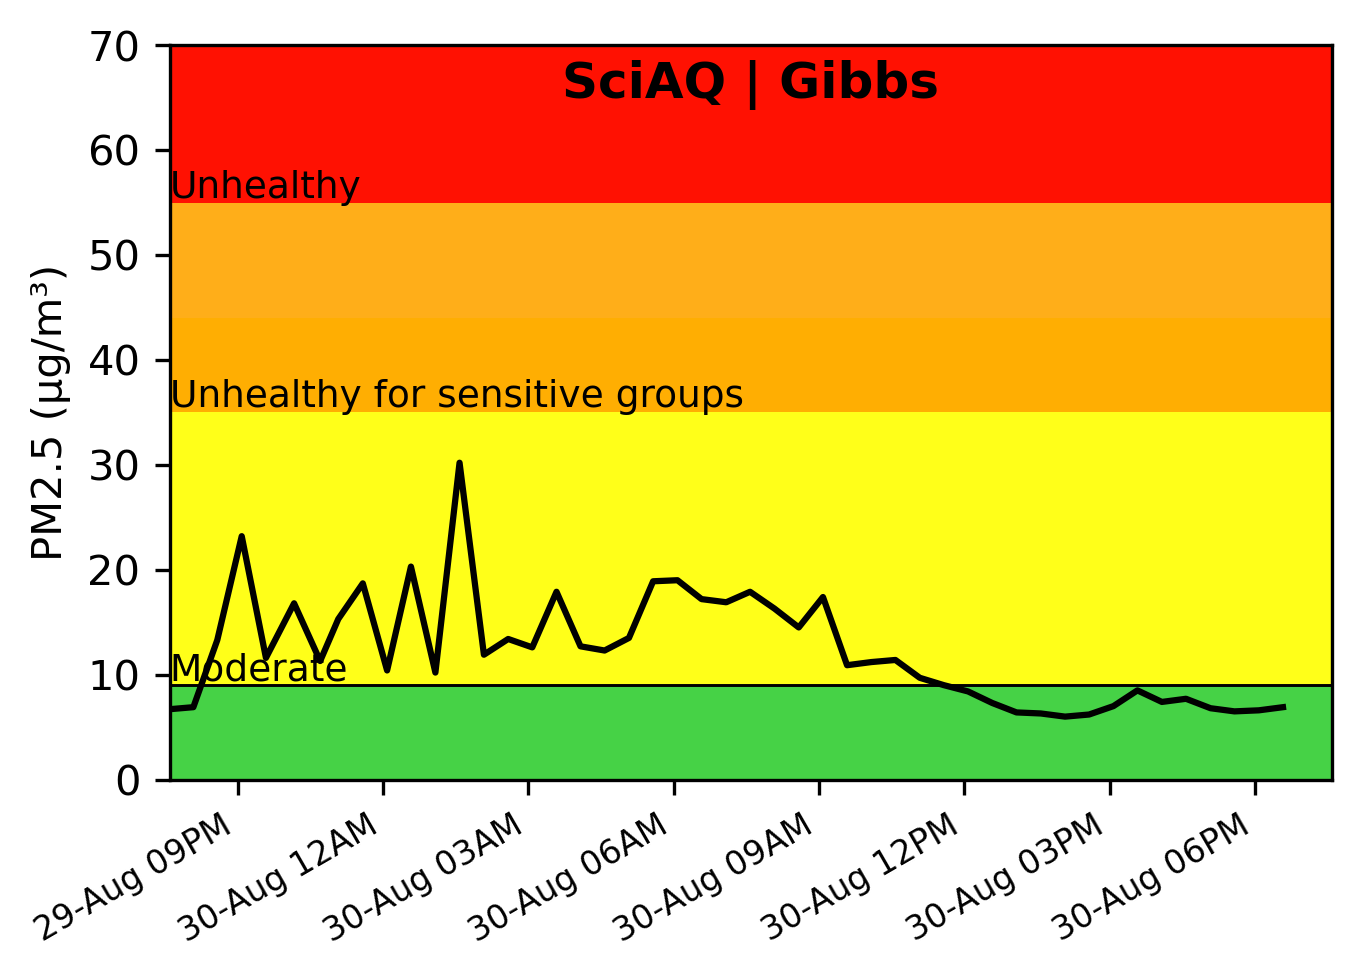 SciAQ | Gibbs
70
60
50
40
30
20
10
0
PM2.5 (µg/m³)
Unhealthy
Unhealthy for sensitive groups
Moderate
29-Aug 09PM
30-Aug 12AM
30-Aug 03AM
30-Aug 06AM
30-Aug 09AM
30-Aug 12PM
30-Aug 03PM
30-Aug 06PM